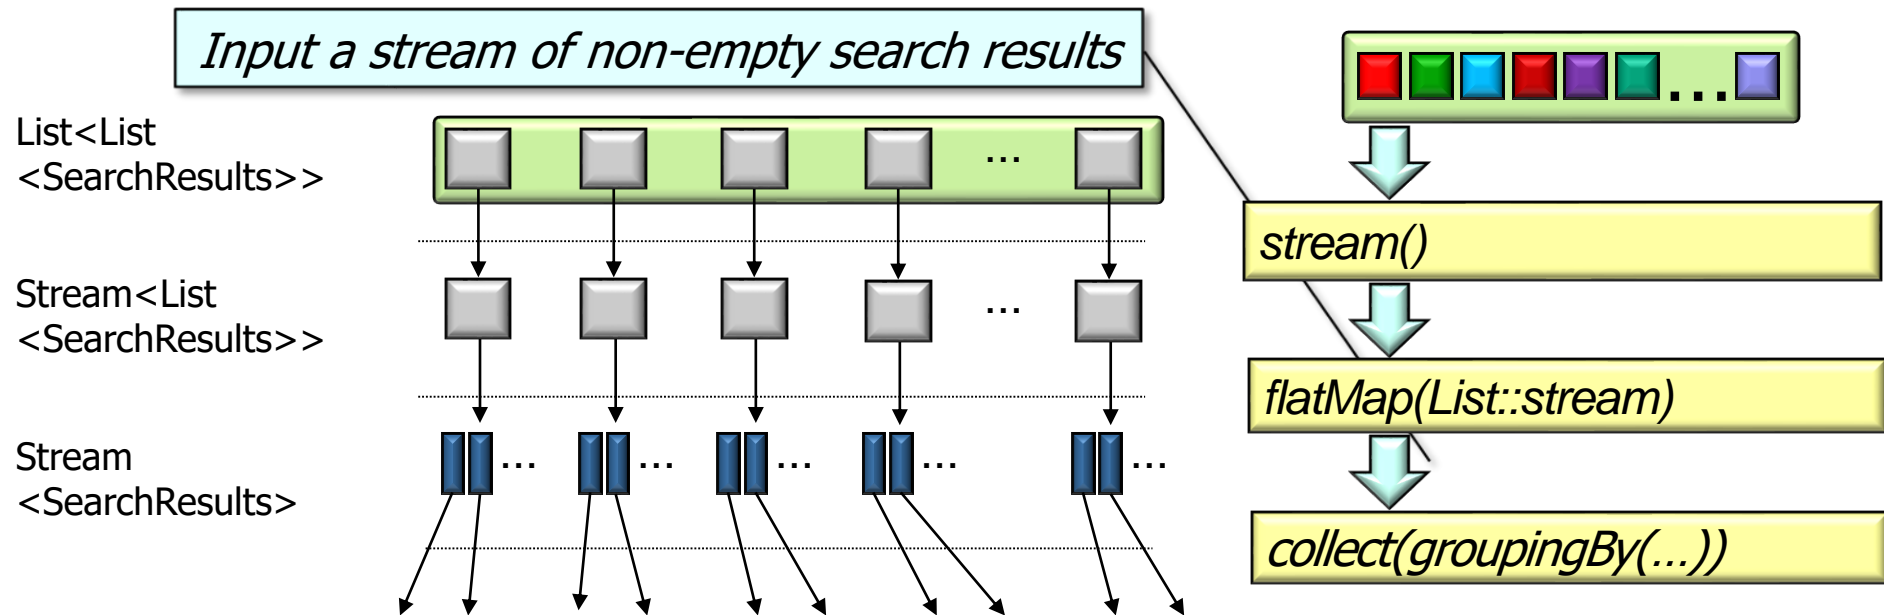 Input a stream of non-empty search results
List<List
<SearchResults>>
...
Stream<List
<SearchResults>>
...
Stream
<SearchResults>
... ... ... ... ...
...
stream()
flatMap(List::stream)
collect(groupingBy(...))